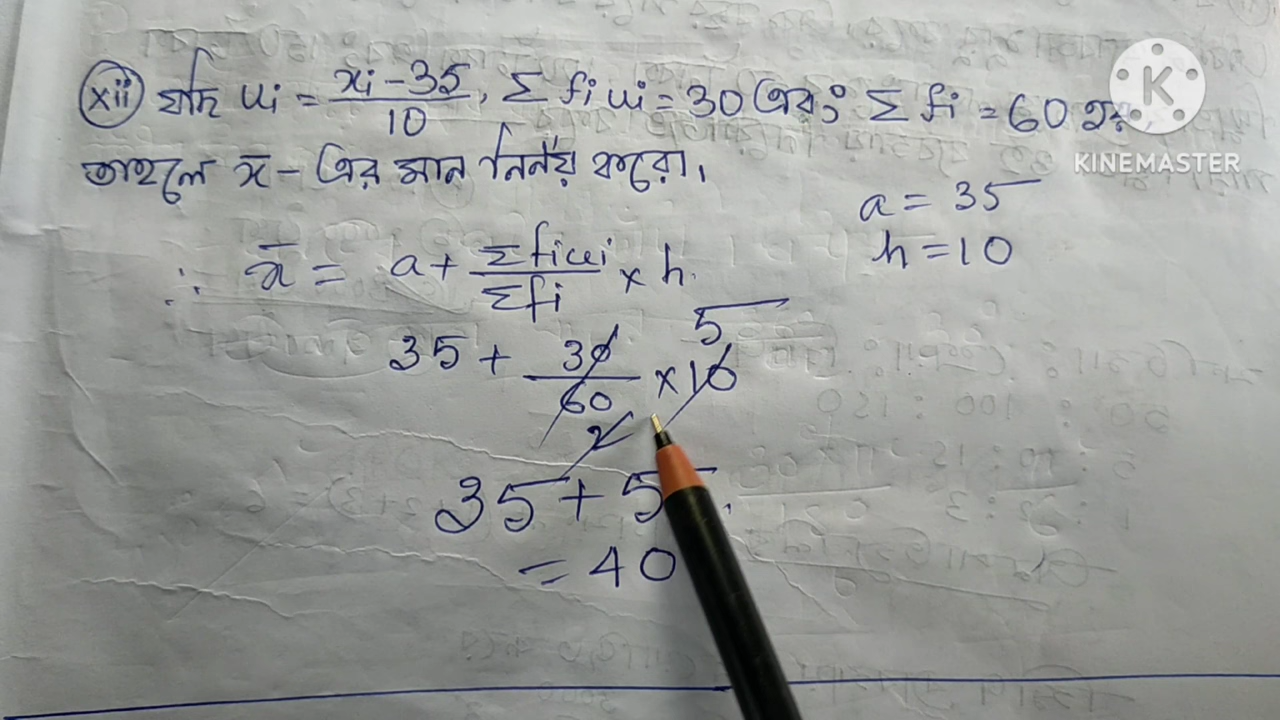 xii যদি ui = xi - 35 / 10, Σ fi ui = 30 এবং Σ fi = 60 হয়,
KINEMASTER
তাহলে x̄ - এর মান নির্ণয় করো।
a = 35
h = 10
∴ x̄ = a + Σfiui / Σfi × h.
5
35 + 30 / 60 × 10
2
35 + 5
= 40